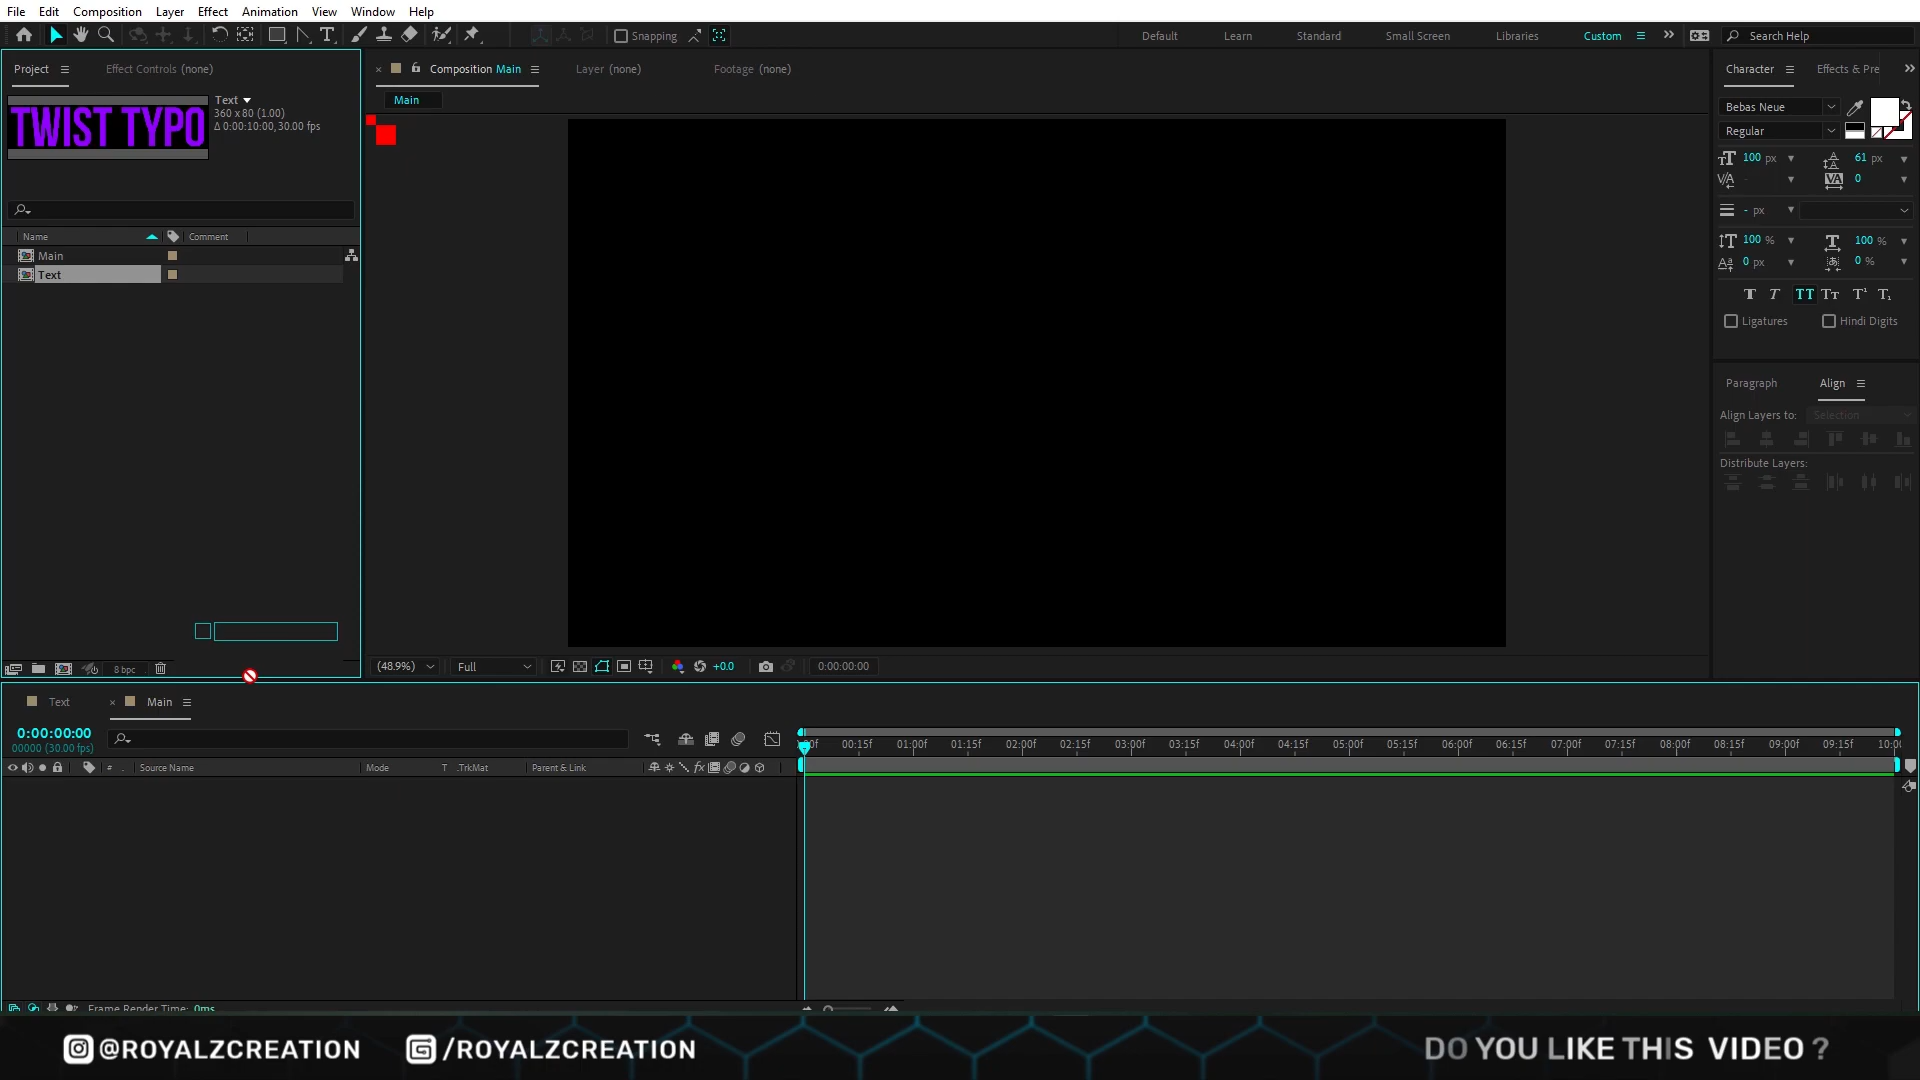 File Edit Composition Layer Effect Animation View Window Help
Snapping
Default Learn Standard Small Screen Libraries Custom
Search Help
Project
Effect Controls (none)
Composition Main
Layer (none)
Footage (none)
Character
Effects & Pre
TWIST TYPO
Text
360 x 80 (1.00)
Δ 0:00:10:00, 30.00 fps
Main
Bebas Neue
Regular
100 px
61 px
0
- px
100 %
100 %
0 px
0 %
Ligatures
Hindi Digits
Name
Comment
Main
Text
Paragraph
Align
Align Layers to:
Selection
Distribute Layers:
8 bpc
(48.9%)
Full
+0.0
0:00:00:00
Text
Main
0:00:00:00
00000 (30.00 fps)
00:15f 01:00f 01:15f 02:00f 02:15f 03:00f 03:15f 04:00f 04:15f 05:00f 05:15f 06:00f 06:15f 07:00f 07:15f 08:00f 08:15f 09:00f 09:15f
# Source Name Mode T .TrkMat Parent & Link
Frame Render Time: 0ms
@ROYALZCREATION
/ROYALZCREATION
DO YOU LIKE THIS VIDEO ?